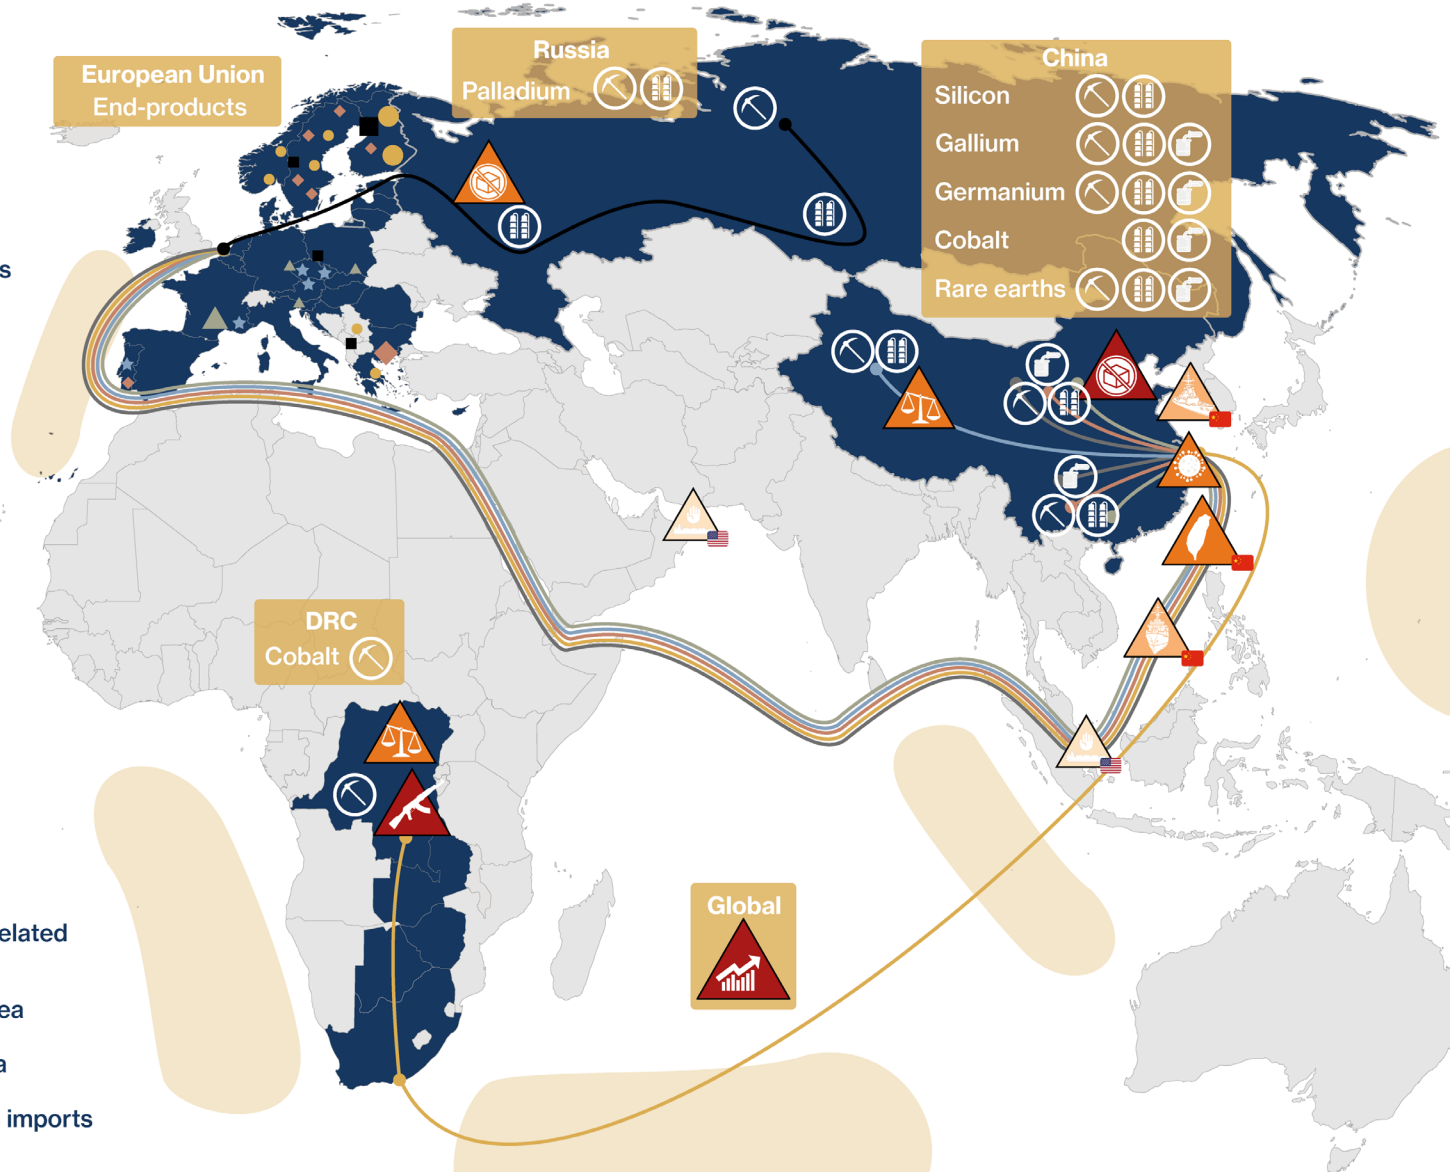 European Union
End-products
Russia
Palladium
China
Silicon
Gallium
Germanium
Cobalt
Rare earths
s
DRC
Cobalt
Global
elated
ea
a
imports